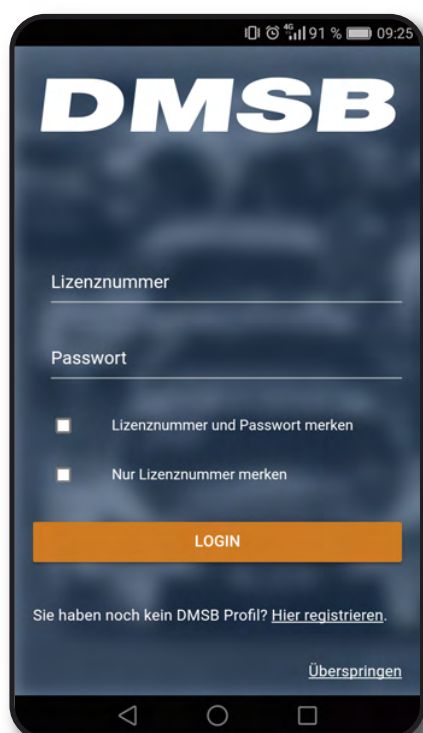 4G 91 % 09:25
DMSB
Lizenznummer
Passwort
Lizenznummer und Passwort merken
Nur Lizenznummer merken
LOGIN
Sie haben noch kein DMSB Profil? Hier registrieren.
Überspringen